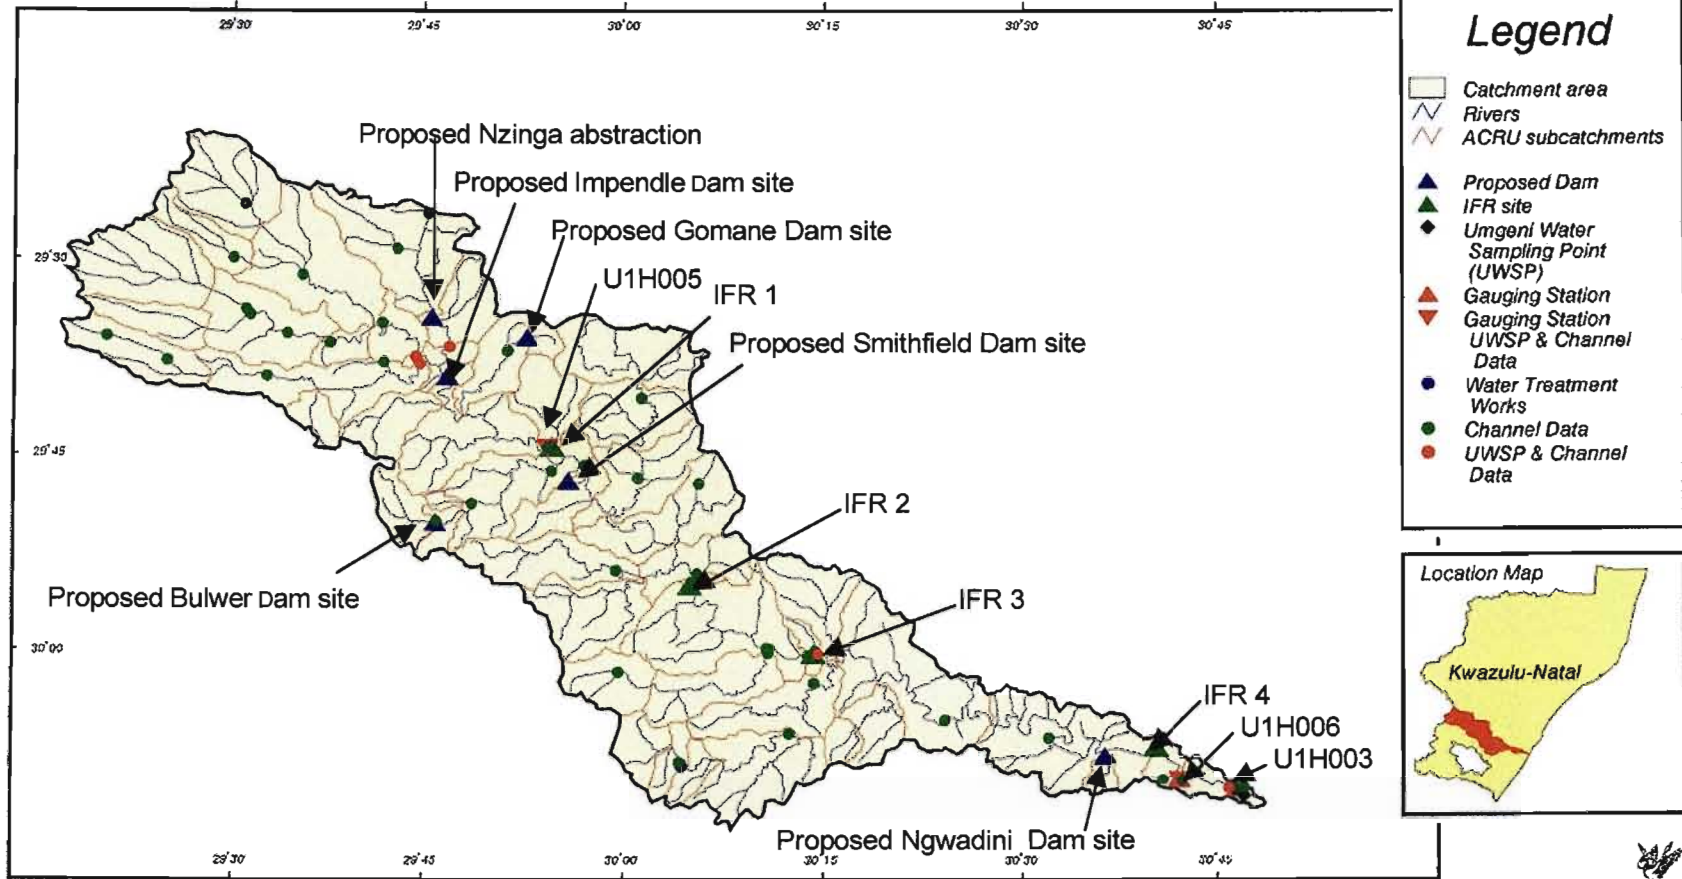 29°30' 29°45' 30°00' 30°15' 30°30' 30°45'
Proposed Nzinga abstraction
Proposed Impendle Dam site
Proposed Gomane Dam site
29°30'
U1H005
IFR 1
Proposed Smithfield Dam site
29°45'
IFR 2
Proposed Bulwer Dam site
IFR 3
30°00'
IFR 4
U1H006
U1H003
Proposed Ngwadini Dam site
29°30' 29°45' 30°00' 30°15' 30°30' 30°45'
Legend
Catchment area
Rivers
ACRU subcatchments
Proposed Dam
IFR site
Umgeni Water
Sampling Point
(UWSP)
Gauging Station
Gauging Station
UWSP & Channel
Data
Water Treatment
Works
Channel Data
UWSP & Channel
Data
Location Map
Kwazulu-Natal